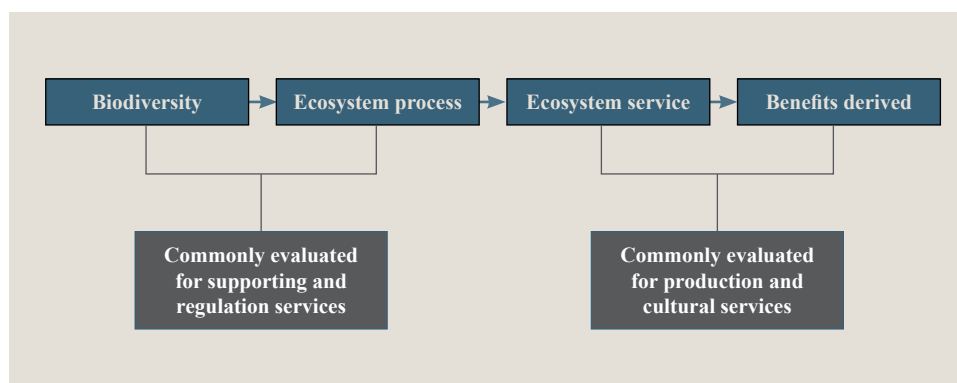 Biodiversity
Ecosystem process
Ecosystem service
Benefits derived
Commonly evaluated
for supporting and
regulation services
Commonly evaluated
for production and
cultural services